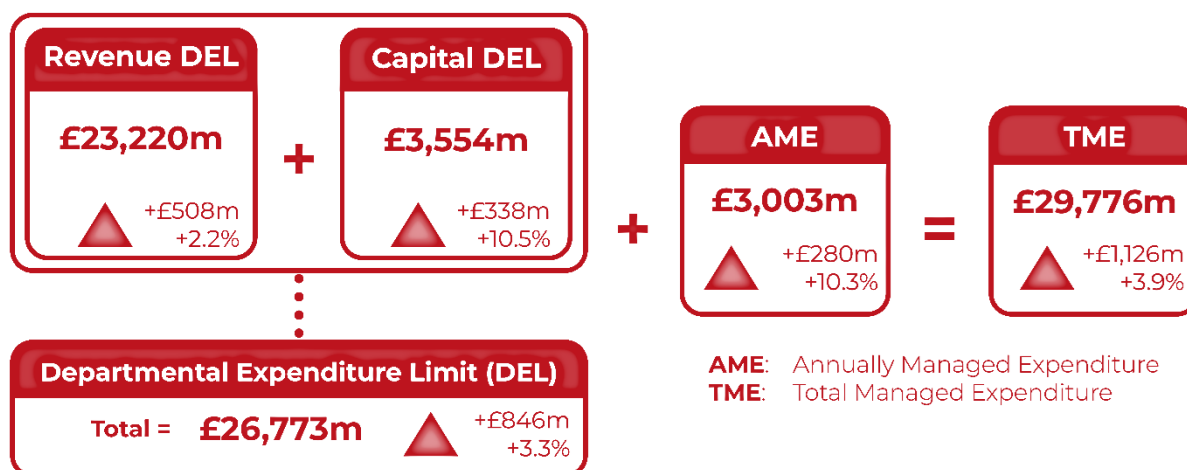 Revenue DEL
£23,220m
+£508m
+2.2%
+
Capital DEL
£3,554m
+£338m
+10.5%
+
AME
£3,003m
+£280m
+10.3%
=
TME
£29,776m
+£1,126m
+3.9%
Departmental Expenditure Limit (DEL)
Total = £26,773m
+£846m
+3.3%
AME: Annually Managed Expenditure
TME: Total Managed Expenditure